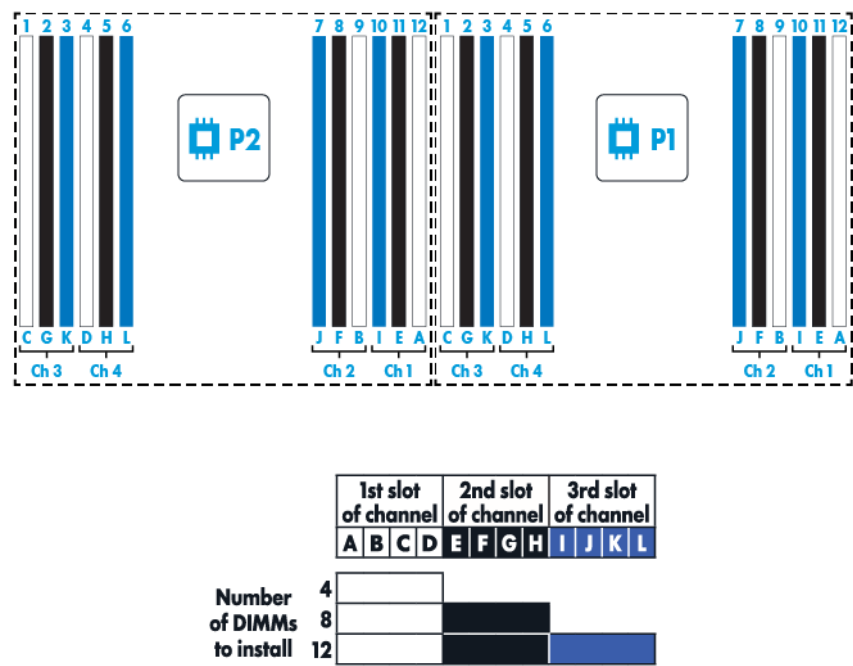 1 2 3 4 5 6 7 8 9 10 11 12 1 2 3 4 5 6 7 8 9 10 11 12
P2 P1
C G K D H L J F B I E A C G K D H L J F B I E A
Ch 3 Ch 4 Ch 2 Ch 1 Ch 3 Ch 4 Ch 2 Ch 1
1st slot 2nd slot 3rd slot
of channel of channel of channel
A B C D E F G H I J K L
4
Number
8
of DIMMs
to install 12